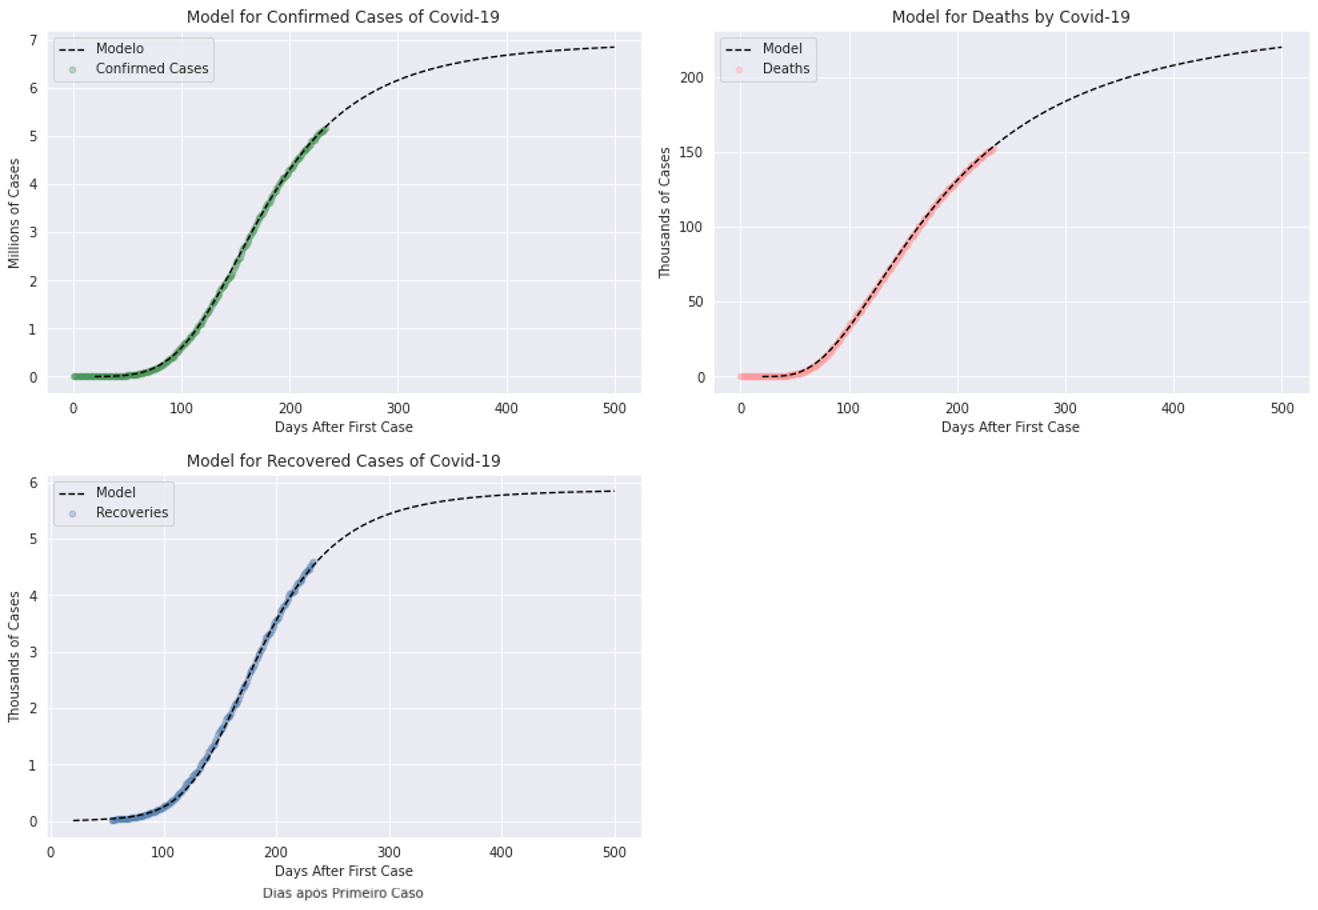 Model for Confirmed Cases of Covid-19
Modelo
Confirmed Cases
Millions of Cases
7
6
5
4
3
2
1
0
0 100 200 300 400 500
Days After First Case
Model for Deaths by Covid-19
Model
Deaths
Thousands of Cases
200
150
100
50
0
0 100 200 300 400 500
Days After First Case
Model for Recovered Cases of Covid-19
Model
Recoveries
Thousands of Cases
6
5
4
3
2
1
0
0 100 200 300 400 500
Days After First Case
Dias após Primeiro Caso